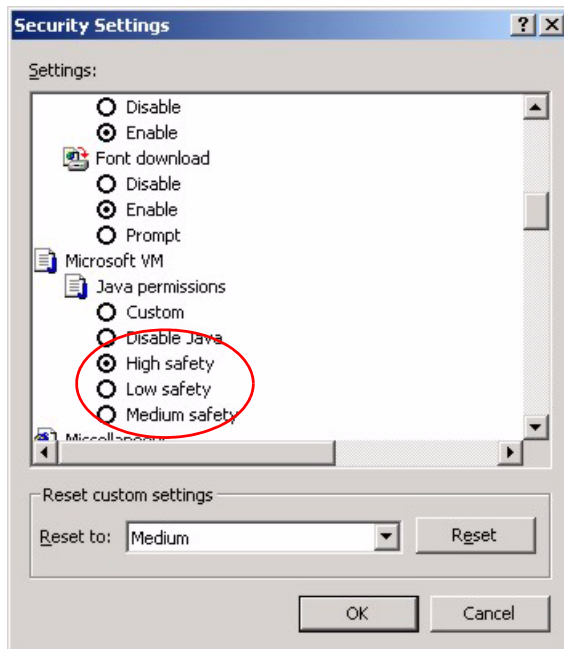 Security Settings
Settings:
Disable
Enable
Font download
Disable
Enable
Prompt
Microsoft VM
Java permissions
Custom
Disable Java
High safety
Low safety
Medium safety
Miscellaneous
Reset custom settings
Reset to: Medium Reset
OK Cancel